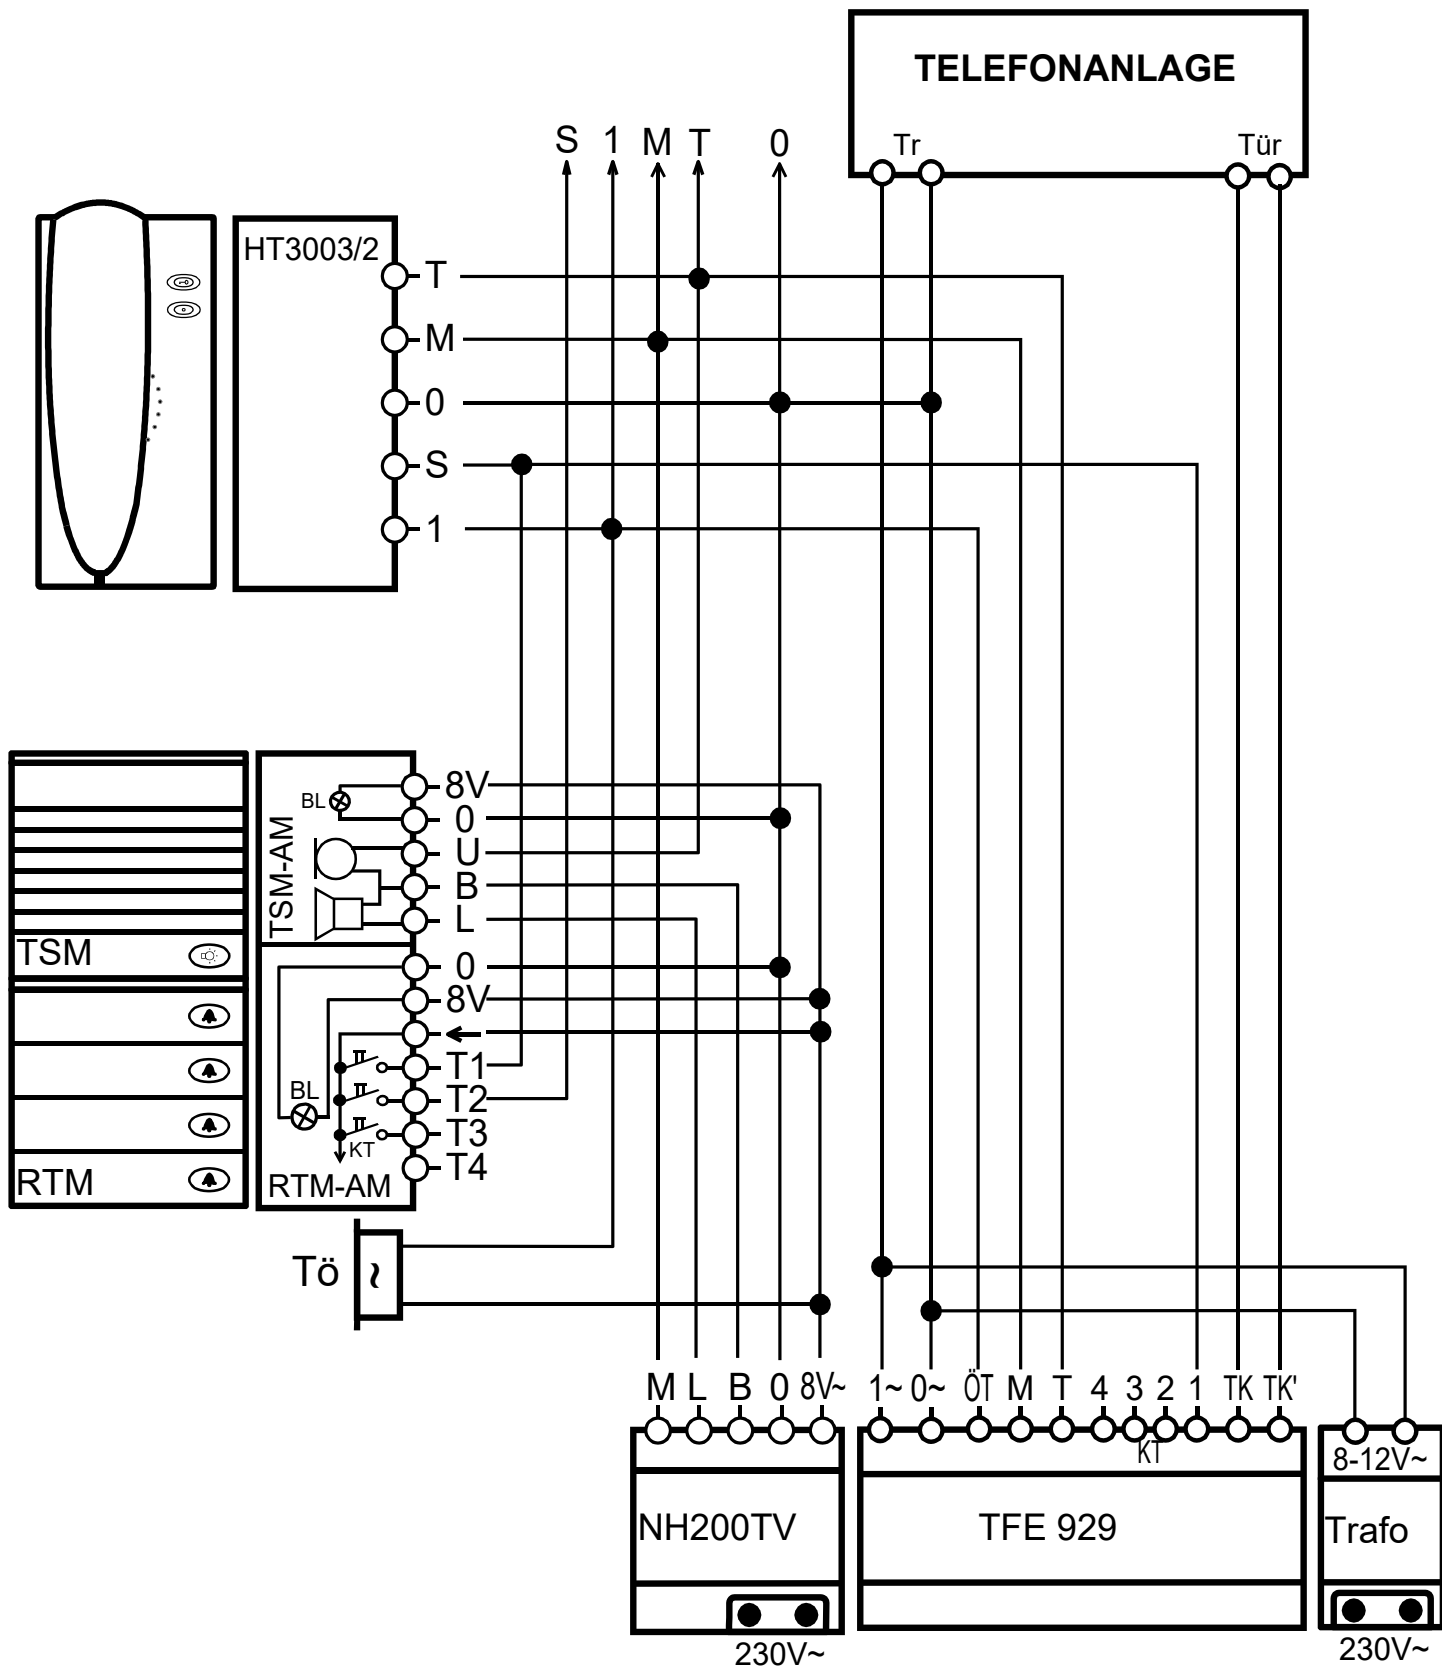 TELEFONANLAGE
Tr Tür
S 1 M T 0
HT3003/2
T
M
0
S
1
TSM-AM
BL
8V
0
U
B
L
TSM
0
8V
T1
T2
T3
T4
BL
KT
RTM-AM
RTM
Tö ~
M L B 0 8V~
1~ 0~ ÖT M T 4 3 2 1 TK TK'
KT
8-12V~
NH200TV
TFE 929
Trafo
230V~
230V~